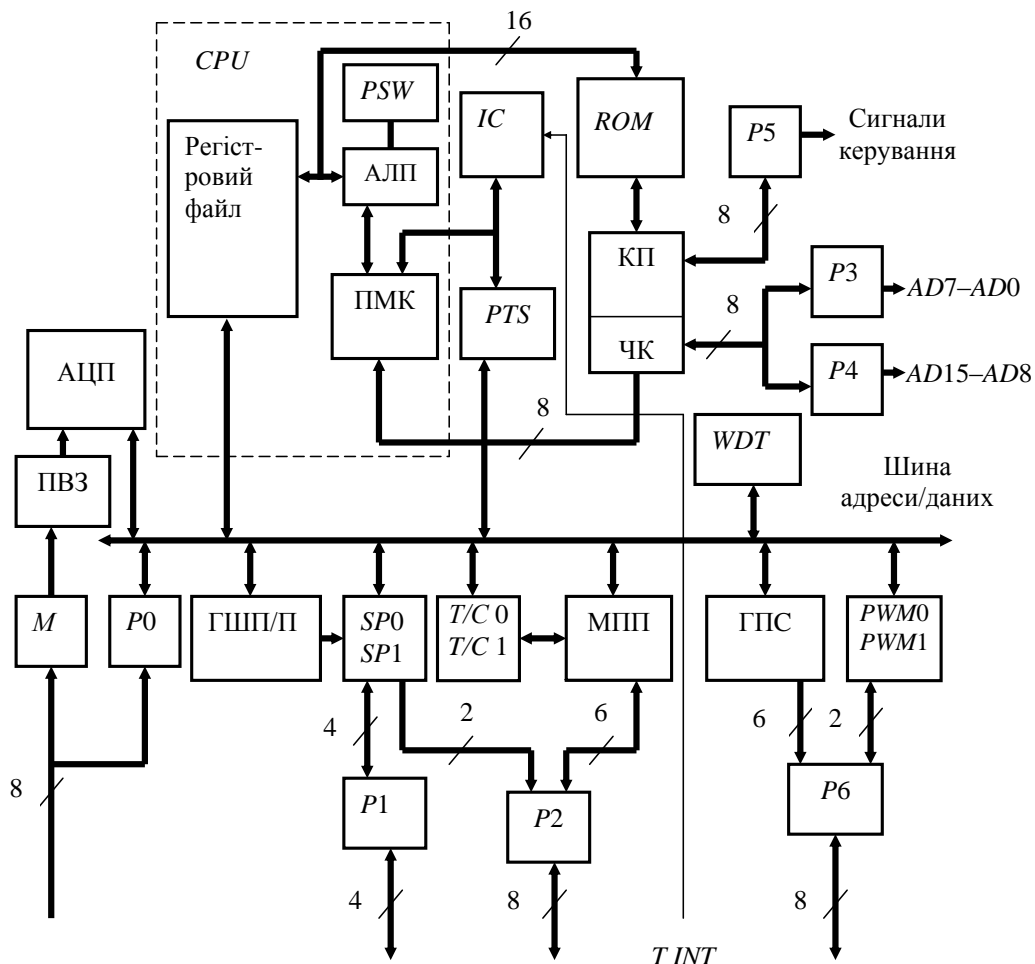 16
CPU
PSW
IC
ROM
P5
Сигнали
керування
Регіст-
ровий
файл
АЛП
8
КП
P3
AD7–AD0
ПМК
PTS
8
ЧК
P4
AD15–AD8
АЦП
8
WDT
ПВЗ
Шина
адреси/даних
M
P0
ГШП/П
SP0
SP1
T/C 0
T/C 1
МПП
ГПС
PWM0
PWM1
4
2
6
6
2
8
P1
P2
P6
4
8
8
T INT